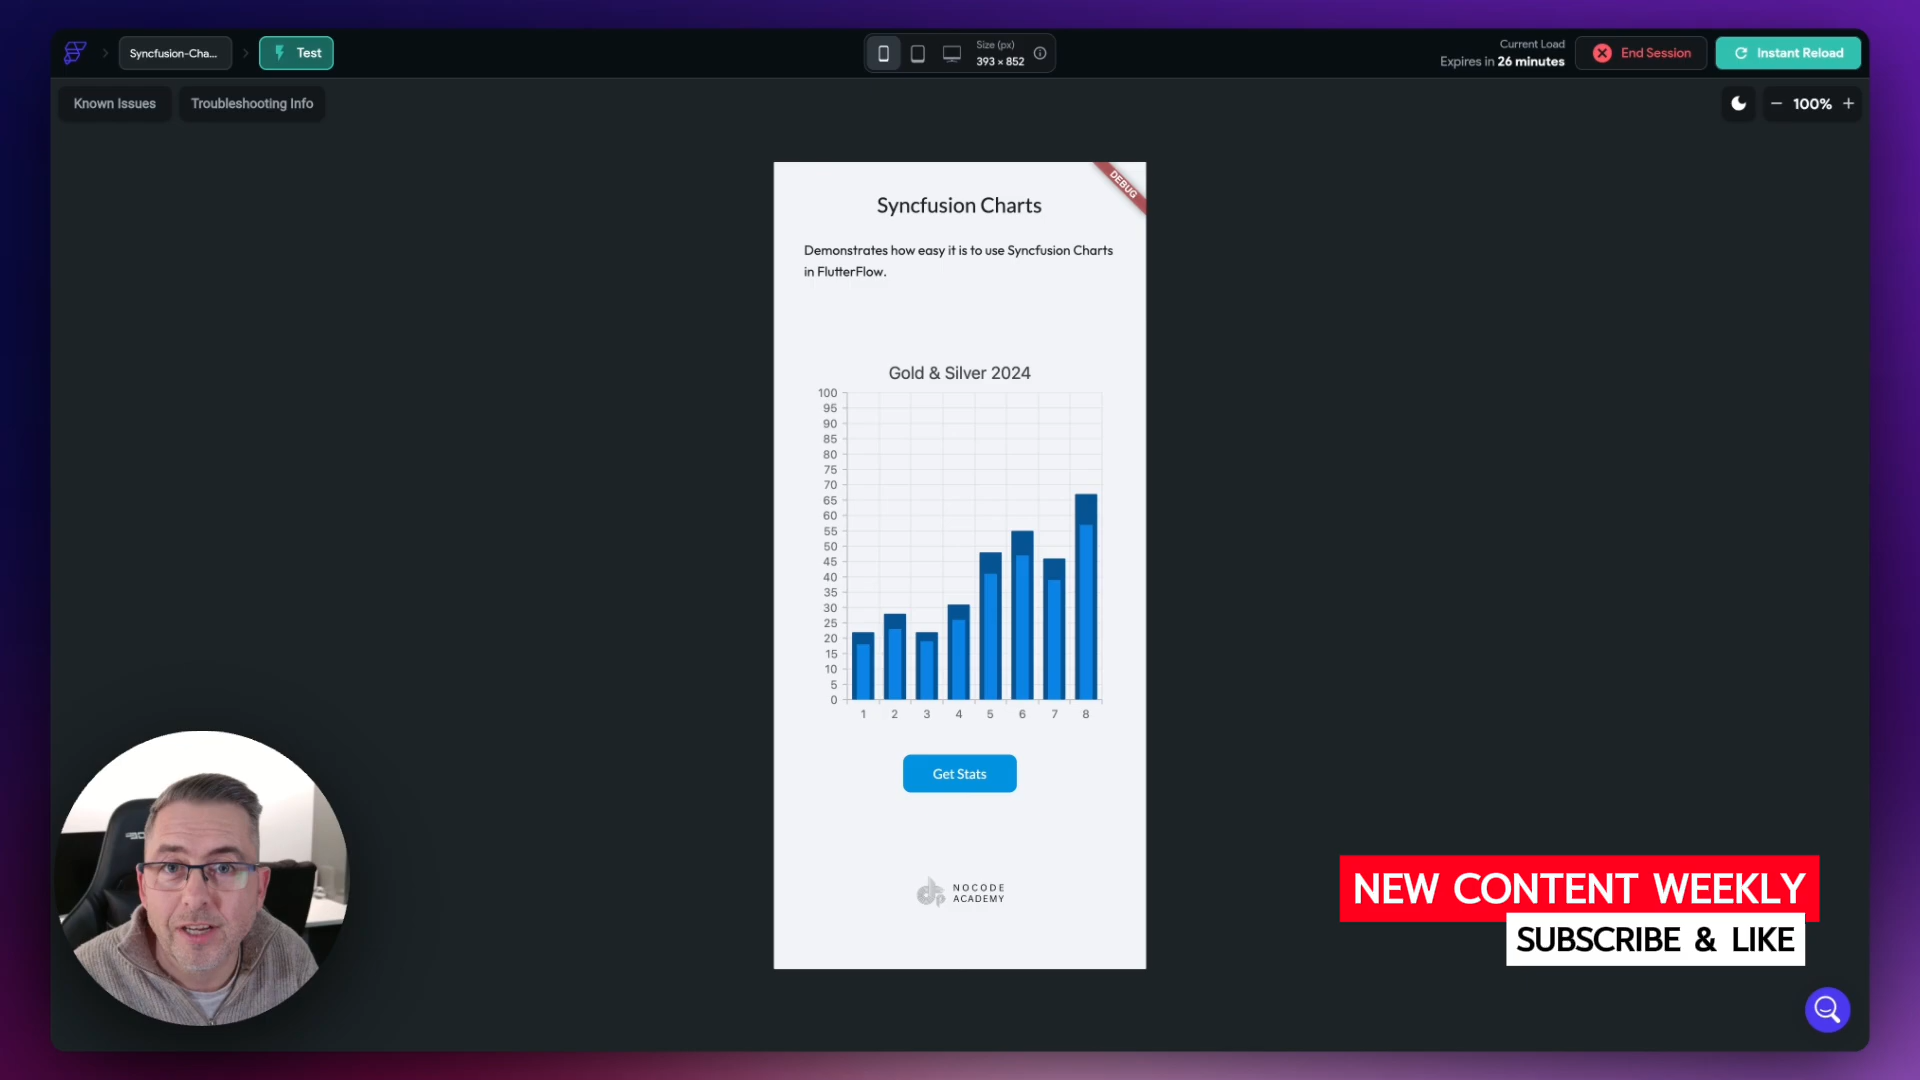 Syncfusion-Cha...
Test
Size (px)
393 × 852
Current Load
Expires in 26 minutes
End Session
Instant Reload
Known Issues
Troubleshooting Info
100%
DEBUG
Syncfusion Charts
Demonstrates how easy it is to use Syncfusion Charts
in FlutterFlow.
Gold & Silver 2024
100
95
90
85
80
75
70
65
60
55
50
45
40
35
30
25
20
15
10
5
0
1 2 3 4 5 6 7 8
Get Stats
NOCODE
ACADEMY
NEW CONTENT WEEKLY
SUBSCRIBE & LIKE